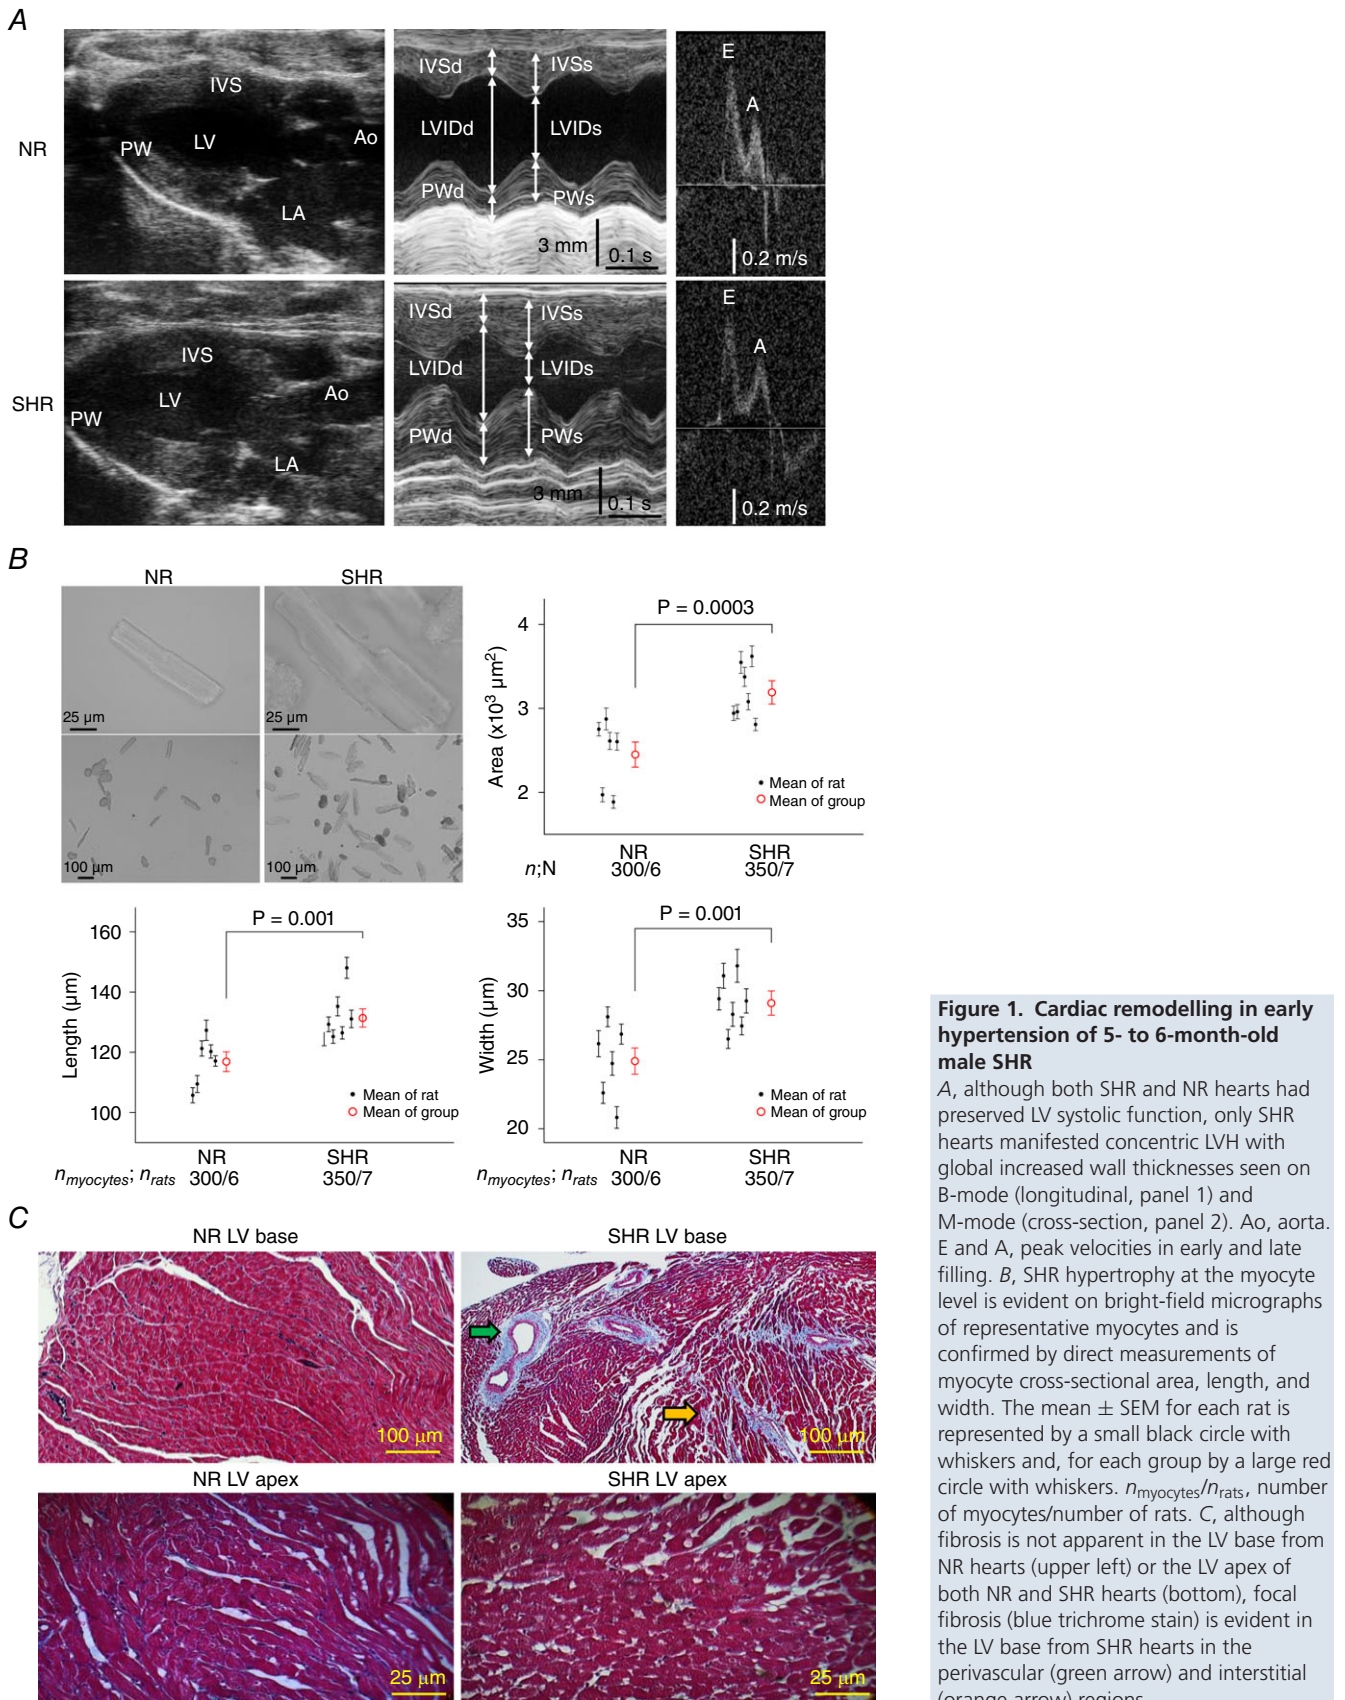 A
NR
IVS
LV
PW
Ao
LA
IVSd
IVSs
LVIDd
LVIDs
PWd
PWs
3 mm
0.1 s
E
A
0.2 m/s
SHR
IVS
LV
PW
Ao
LA
IVSd
IVSs
LVIDd
LVIDs
PWd
PWs
3 mm
0.1 s
E
A
0.2 m/s
B
NR
SHR
25 µm
25 µm
100 µm
100 µm
P = 0.0003
4
3
2
Area (x10³ µm²)
Mean of rat
Mean of group
NR
SHR
n;N
300/6
350/7
P = 0.001
160
140
120
100
Length (µm)
Mean of rat
Mean of group
NR
SHR
nmyocytes; nrats
300/6
350/7
P = 0.001
35
30
25
20
Width (µm)
Mean of rat
Mean of group
NR
SHR
nmyocytes; nrats
300/6
350/7
C
NR LV base
SHR LV base
100 µm
100 µm
NR LV apex
SHR LV apex
25 µm
25 µm
Figure 1. Cardiac remodelling in early
hypertension of 5- to 6-month-old
male SHR
A, although both SHR and NR hearts had
preserved LV systolic function, only SHR
hearts manifested concentric LVH with
global increased wall thicknesses seen on
B-mode (longitudinal, panel 1) and
M-mode (cross-section, panel 2). Ao, aorta.
E and A, peak velocities in early and late
filling. B, SHR hypertrophy at the myocyte
level is evident on bright-field micrographs
of representative myocytes and is
confirmed by direct measurements of
myocyte cross-sectional area, length, and
width. The mean ± SEM for each rat is
represented by a small black circle with
whiskers and, for each group by a large red
circle with whiskers. nmyocytes/nrats, number
of myocytes/number of rats. C, although
fibrosis is not apparent in the LV base from
NR hearts (upper left) or the LV apex of
both NR and SHR hearts (bottom), focal
fibrosis (blue trichrome stain) is evident in
the LV base from SHR hearts in the
perivascular (green arrow) and interstitial
(orange arrow) regions.